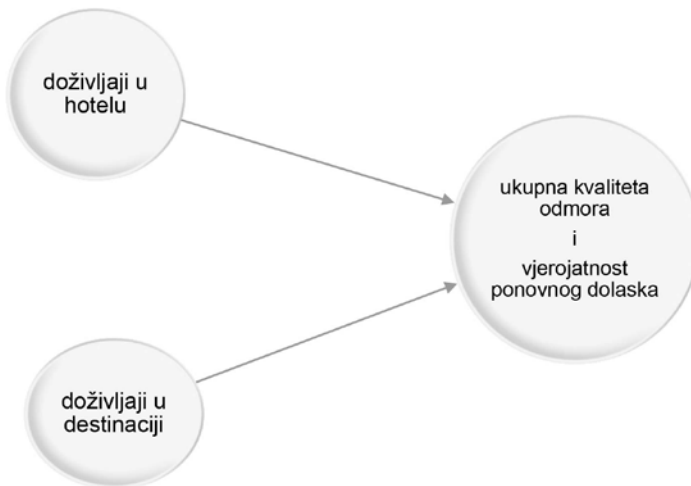 doživljaji u
hotelu
ukupna kvaliteta
odmora
i
vjerojatnost
ponovnog dolaska
doživljaji u
destinaciji